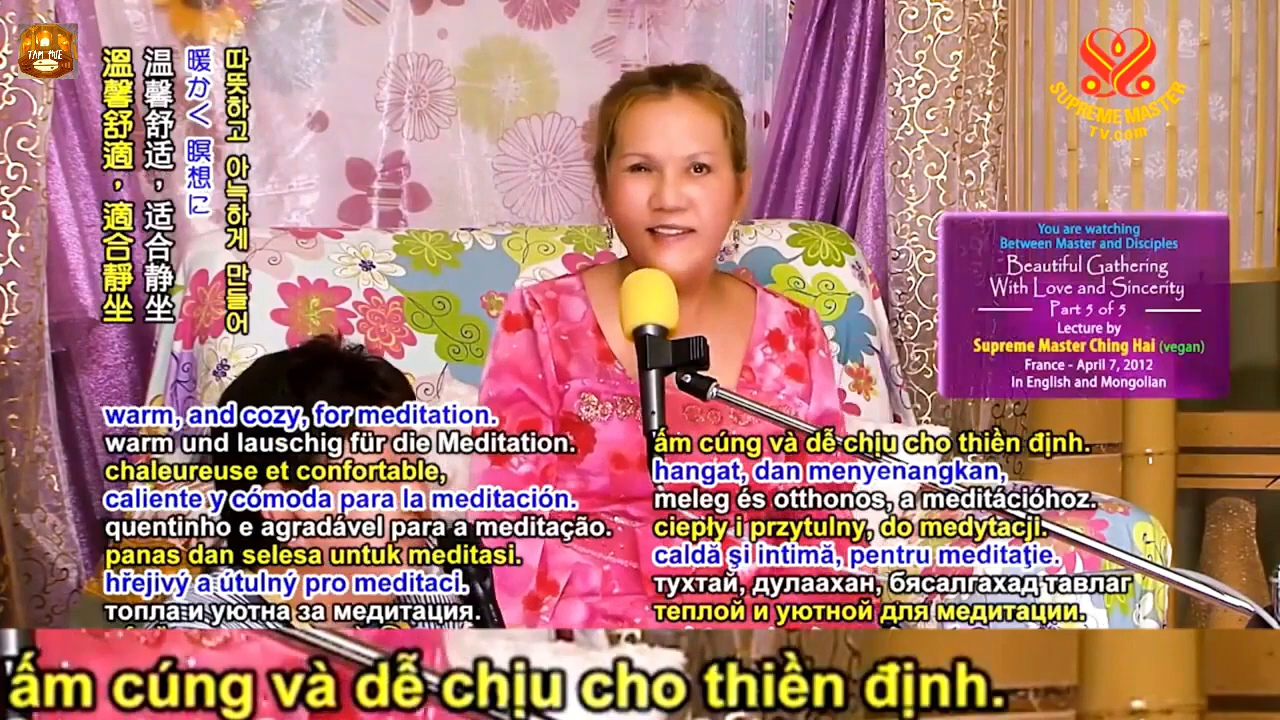 TAM TUE
SUPREME MASTER
TV.com
따뜻하고 아늑하게 만들어
暖かく 瞑想に
温馨舒适，适合静坐
溫馨舒適，適合靜坐
You are watching
Between Master and Disciples
Beautiful Gathering
With Love and Sincerity
Part 5 of 5
Lecture by
Supreme Master Ching Hai (vegan)
France - April 7, 2012
In English and Mongolian
warm, and cozy, for meditation.
warm und lauschig für die Meditation.
chaleureuse et confortable,
caliente y cómoda para la meditación.
quentinho e agradável para a meditação.
panas dan selesa untuk meditasi.
hřejivý a útulný pro meditaci.
топла и уютна за медитация.
ấm cúng và dễ chịu cho thiền định.
hangat, dan menyenangkan,
meleg és otthonos, a meditációhoz.
ciepły i przytulny, do medytacji.
caldă şi intimă, pentru meditaţie.
тухтай, дулаахан, бясалгахад тавлаг
теплой и уютной для медитации.
ấm cúng và dễ chịu cho thiền định.